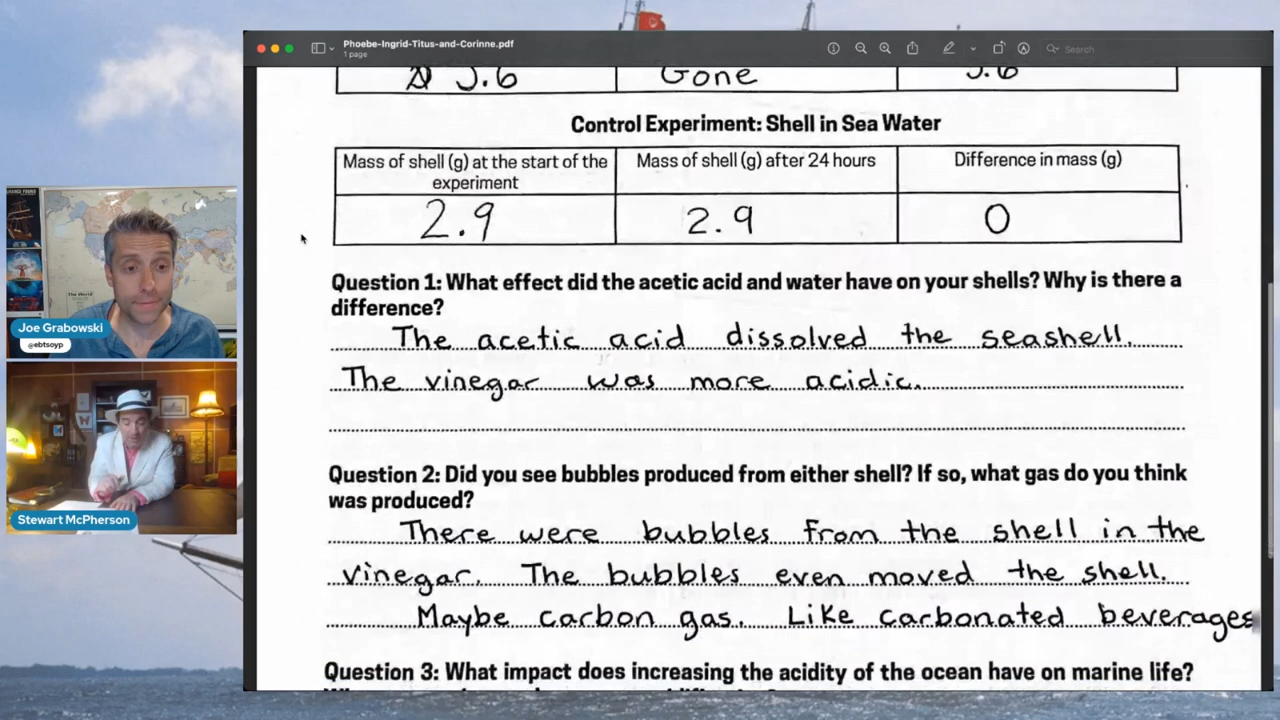 Phoebe-Ingrid-Titus-and-Corinne.pdf
1 page
Search
5.6 Gone 5.6
Control Experiment: Shell in Sea Water
Mass of shell (g) at the start of the experiment
Mass of shell (g) after 24 hours
Difference in mass (g)
2.9 2.9 0
Question 1: What effect did the acetic acid and water have on your shells? Why is there a
difference?
The acetic acid dissolved the seashell.
The vinegar was more acidic.
Question 2: Did you see bubbles produced from either shell? If so, what gas do you think
was produced?
There were bubbles from the shell in the
vinegar. The bubbles even moved the shell.
Maybe carbon gas. Like carbonated beverages
Question 3: What impact does increasing the acidity of the ocean have on marine life?
Joe Grabowski
@ebtsoyp
Stewart McPherson